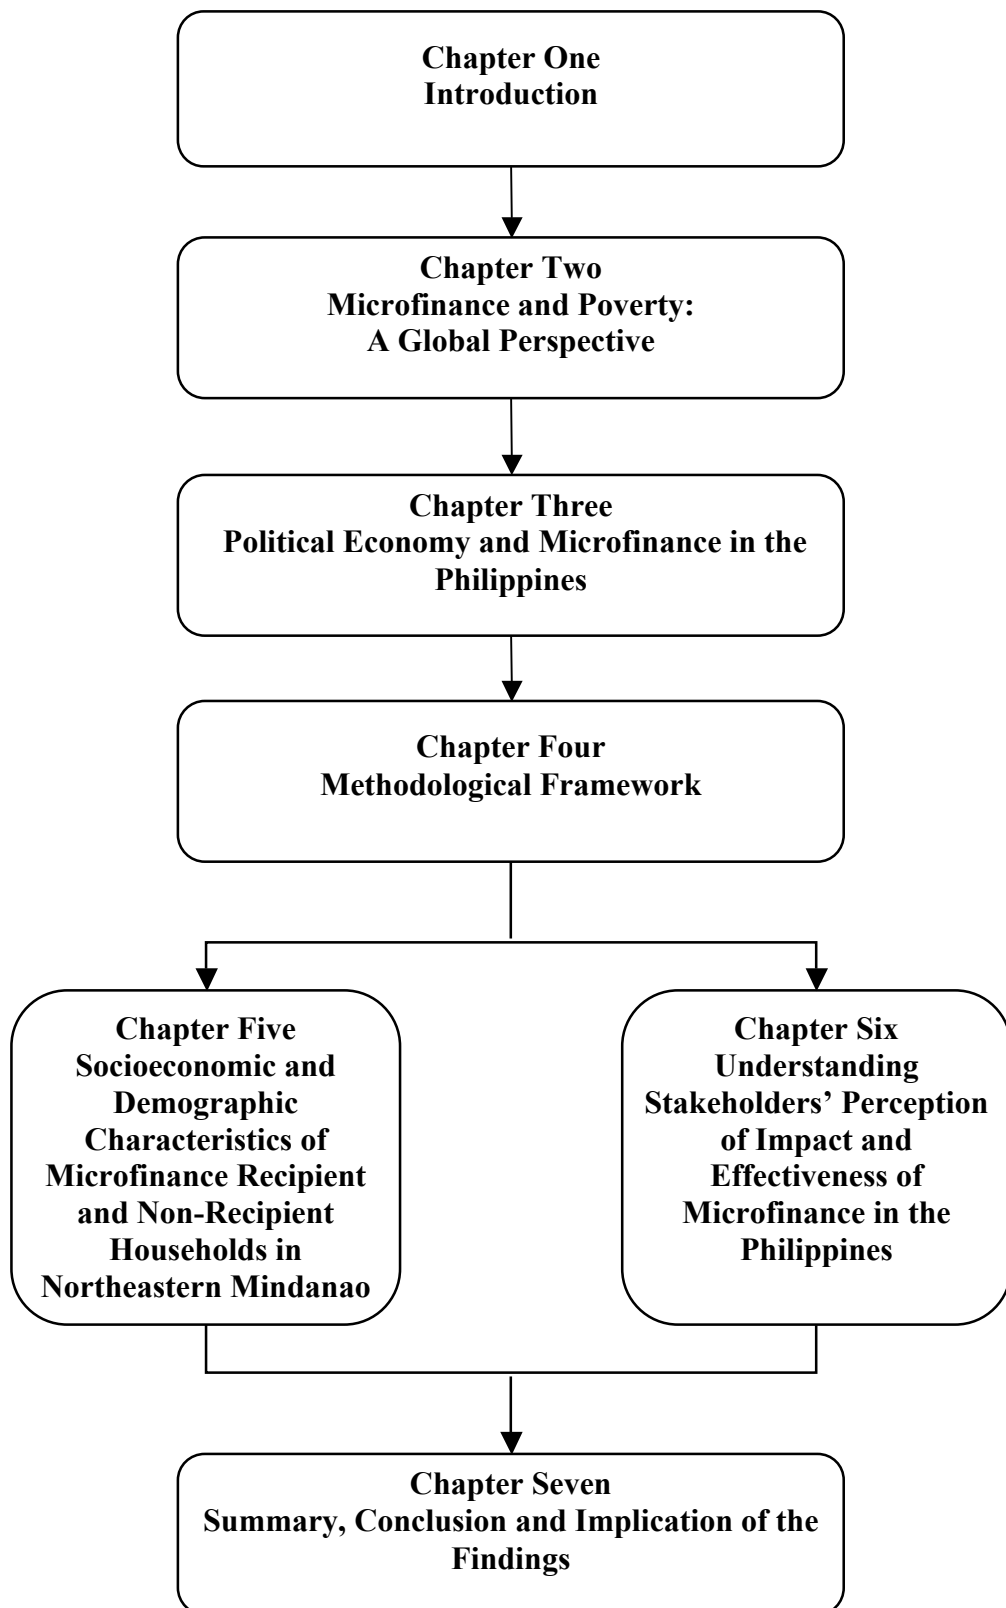 Chapter One
Introduction
Chapter Two
Microfinance and Poverty:
A Global Perspective
Chapter Three
Political Economy and Microfinance in the
Philippines
Chapter Four
Methodological Framework
Chapter Five
Socioeconomic and
Demographic
Characteristics of
Microfinance Recipient
and Non-Recipient
Households in
Northeastern Mindanao
Chapter Six
Understanding
Stakeholders’ Perception
of Impact and
Effectiveness of
Microfinance in the
Philippines
Chapter Seven
Summary, Conclusion and Implication of the
Findings